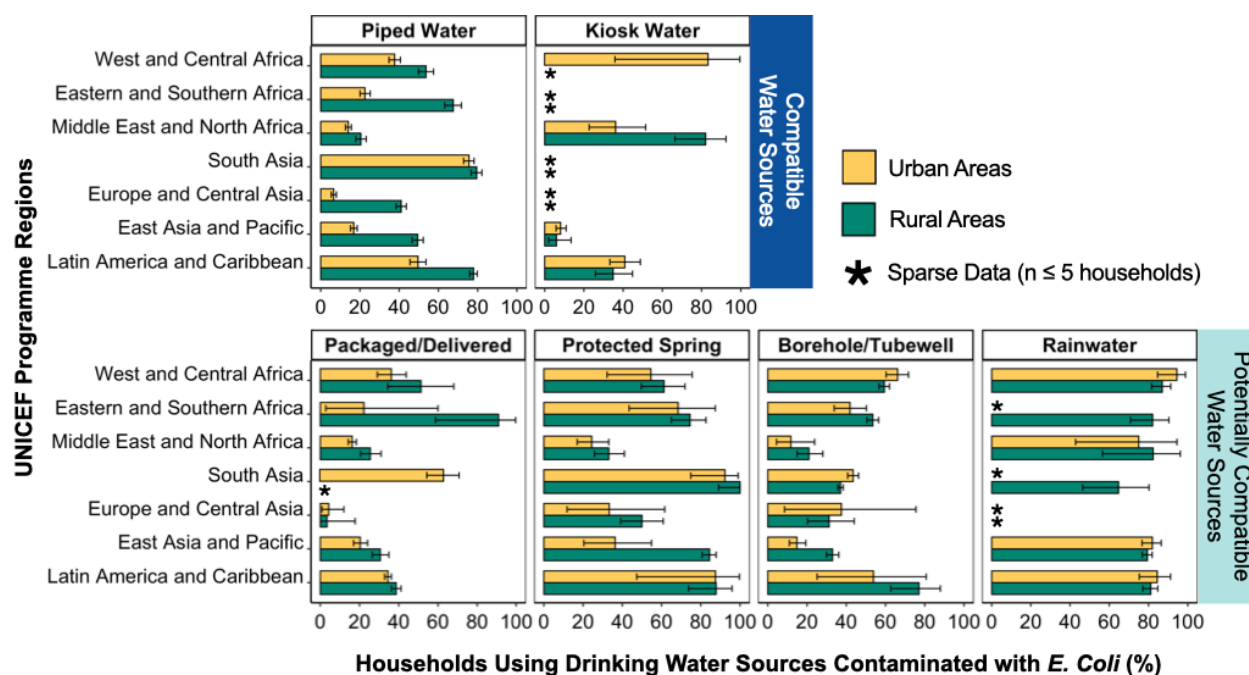 Piped Water
Kiosk Water
West and Central Africa
*
Eastern and Southern Africa
*
*
Middle East and North Africa
South Asia
*
*
Europe and Central Asia
*
*
East Asia and Pacific
Latin America and Caribbean
0 20 40 60 80 100
0 20 40 60 80 100
Compatible
Water Sources
Urban Areas
Rural Areas
* Sparse Data (n ≤ 5 households)
UNICEF Programme Regions
Packaged/Delivered
Protected Spring
Borehole/Tubewell
Rainwater
West and Central Africa
Eastern and Southern Africa
*
Middle East and North Africa
South Asia
*
*
Europe and Central Asia
*
*
East Asia and Pacific
Latin America and Caribbean
0 20 40 60 80 100
0 20 40 60 80 100
0 20 40 60 80 100
0 20 40 60 80 100
Potentially Compatible
Water Sources
Households Using Drinking Water Sources Contaminated with E. Coli (%)